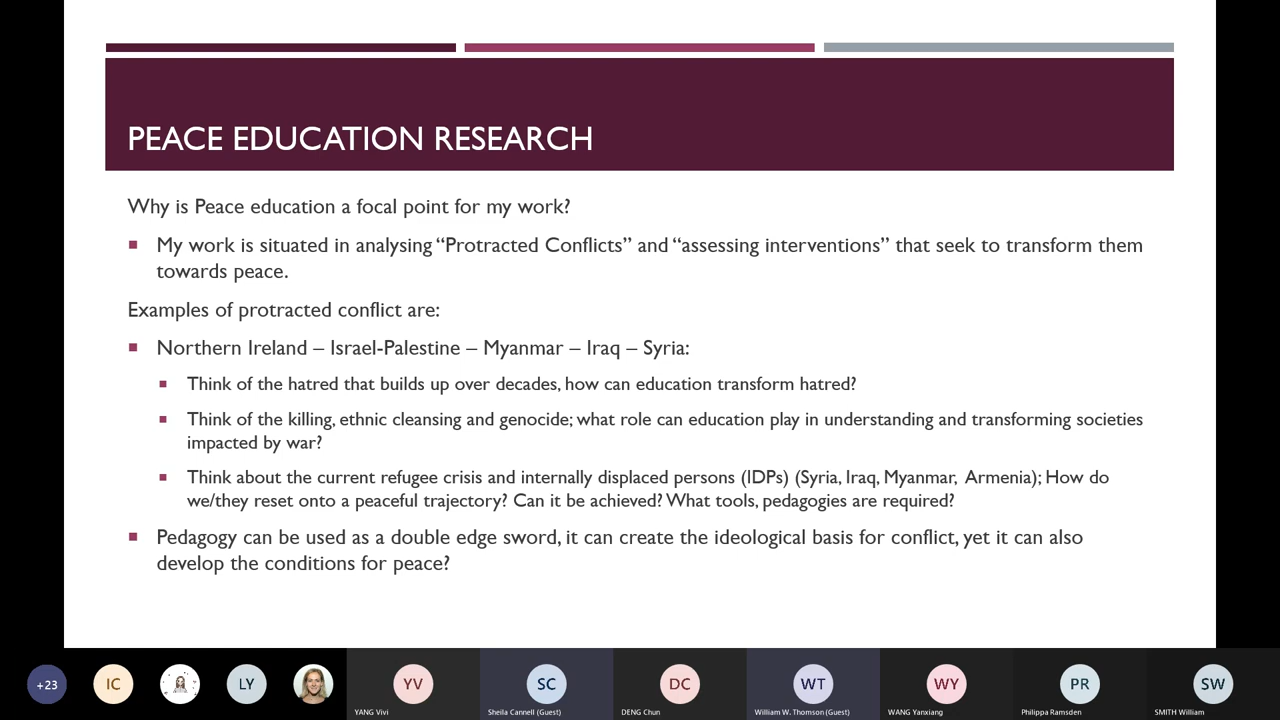 PEACE EDUCATION RESEARCH
Why is Peace education a focal point for my work?
My work is situated in analysing “Protracted Conflicts” and “assessing interventions” that seek to transform them
towards peace.
Examples of protracted conflict are:
Northern Ireland – Israel-Palestine – Myanmar – Iraq – Syria:
Think of the hatred that builds up over decades, how can education transform hatred?
Think of the killing, ethnic cleansing and genocide; what role can education play in understanding and transforming societies
impacted by war?
Think about the current refugee crisis and internally displaced persons (IDPs) (Syria, Iraq, Myanmar, Armenia); How do
we/they reset onto a peaceful trajectory? Can it be achieved? What tools, pedagogies are required?
Pedagogy can be used as a double edge sword, it can create the ideological basis for conflict, yet it can also
develop the conditions for peace?
+23 IC LY YV SC DC WT WY PR SW
YANG Vivi Sheila Cannell (Guest) DENG Chun William W. Thomson (Guest) WANG Yanxiang Philippa Ramsden SMITH William